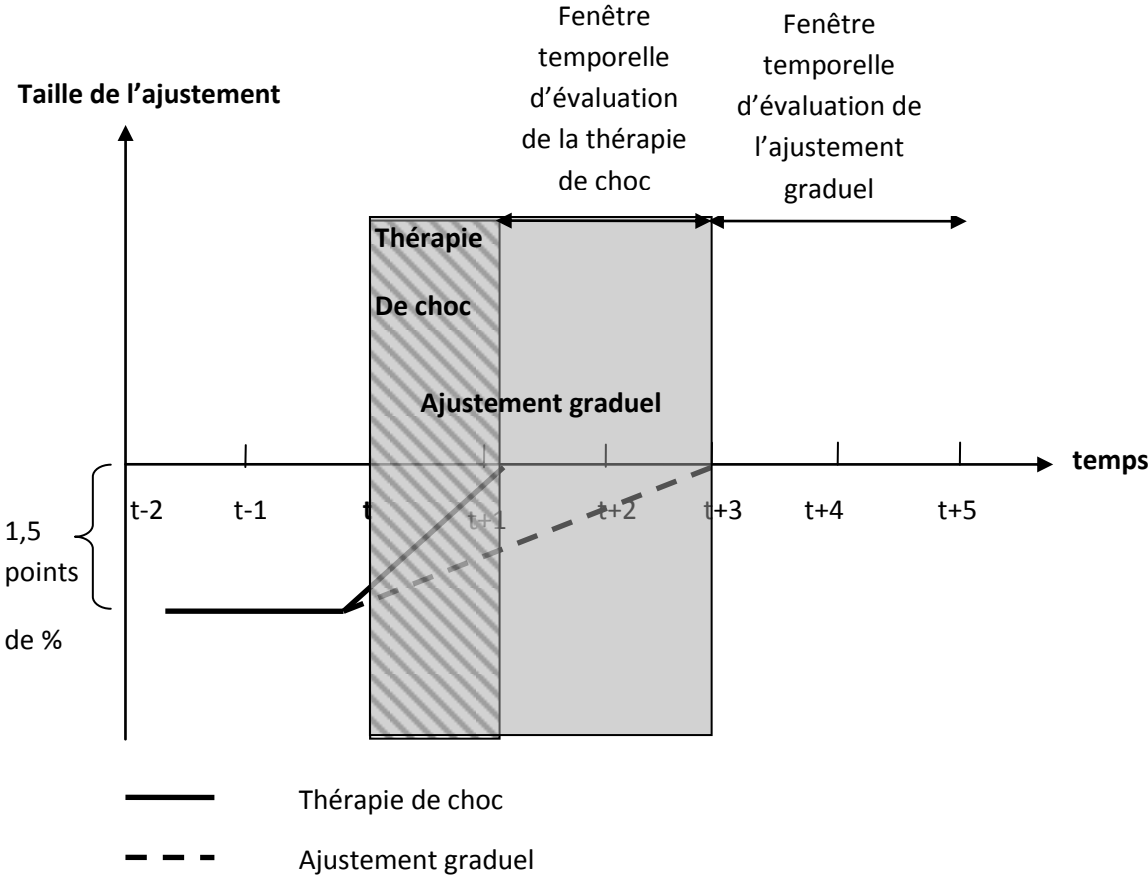 Fenêtre
temporelle
d’évaluation
de la thérapie
de choc
Fenêtre
temporelle
d’évaluation de
l’ajustement
graduel
Taille de l’ajustement
Thérapie
De choc
Ajustement graduel
temps
t-2
t-1
t
t+1
t+2
t+3
t+4
t+5
1,5
points
de %
Thérapie de choc
Ajustement graduel